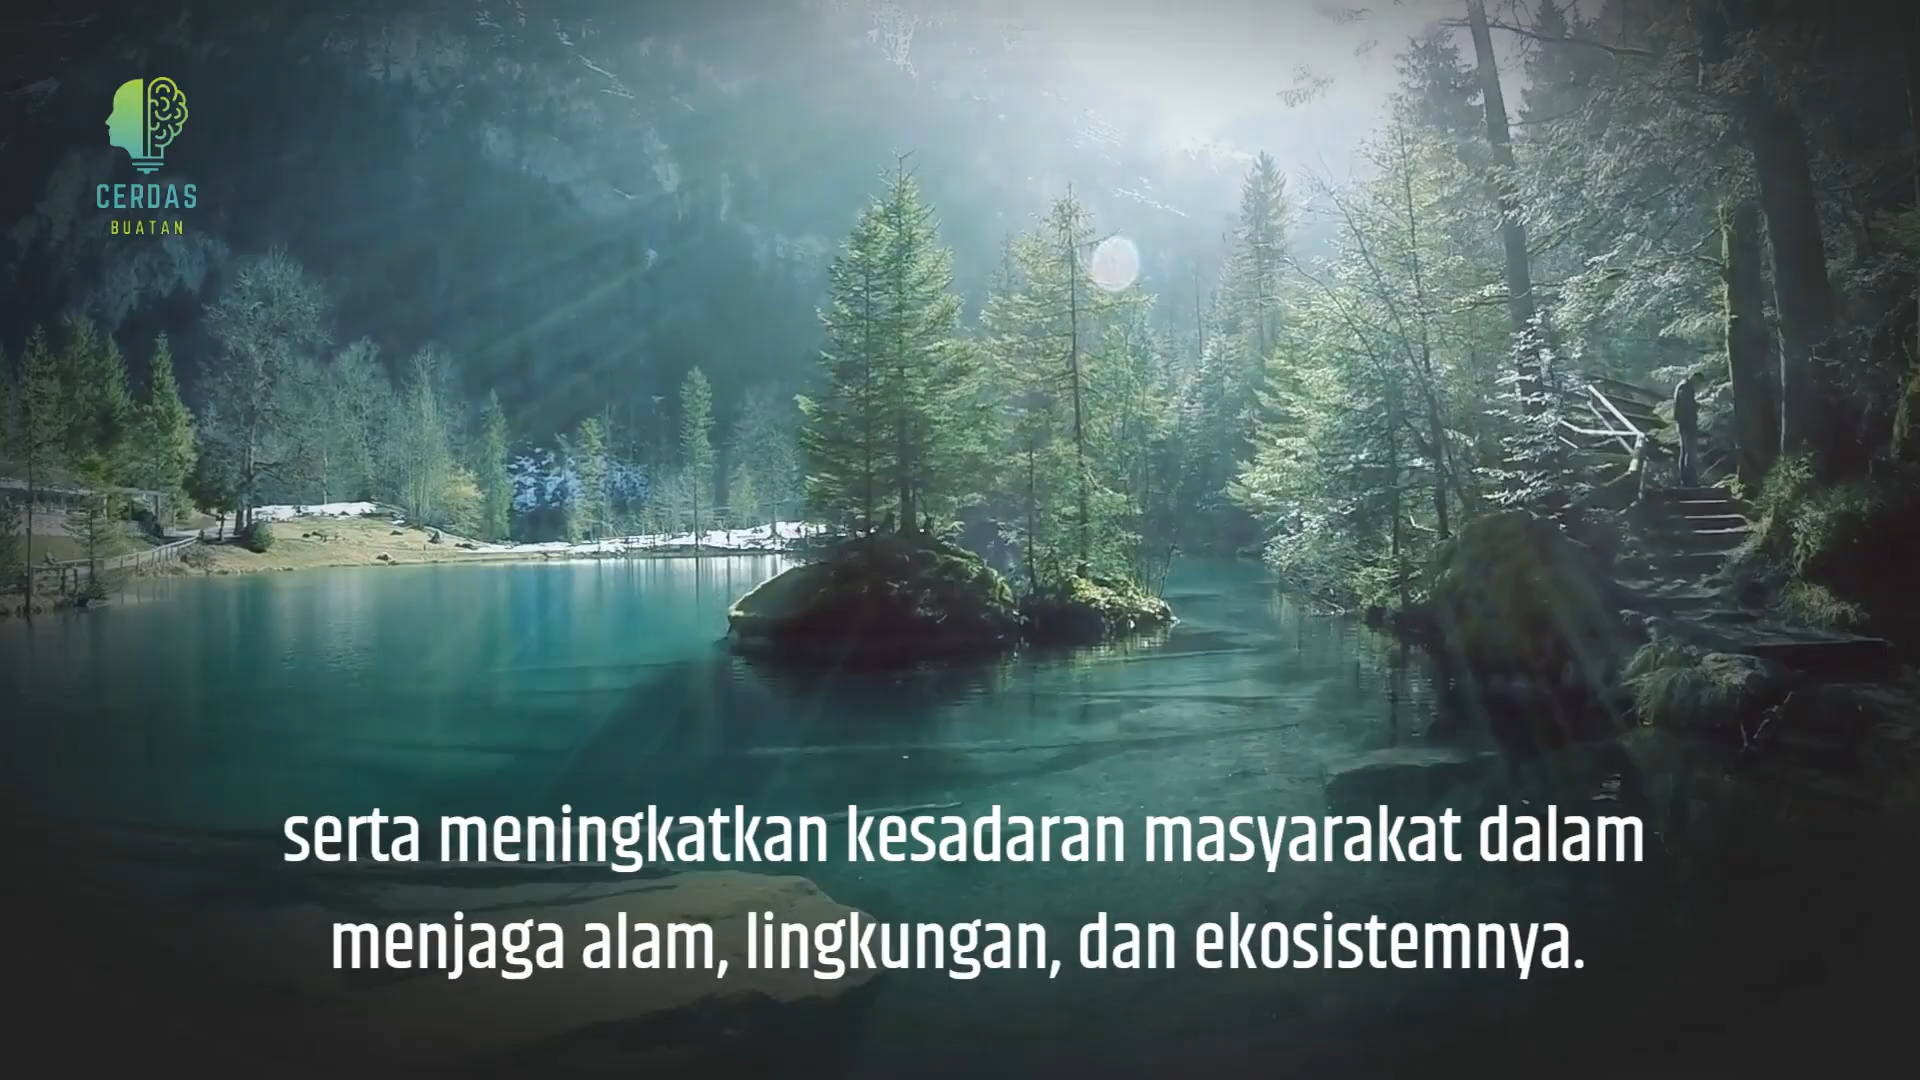 CERDAS
BUATAN
serta meningkatkan kesadaran masyarakat dalam
menjaga alam, lingkungan, dan ekosistemnya.